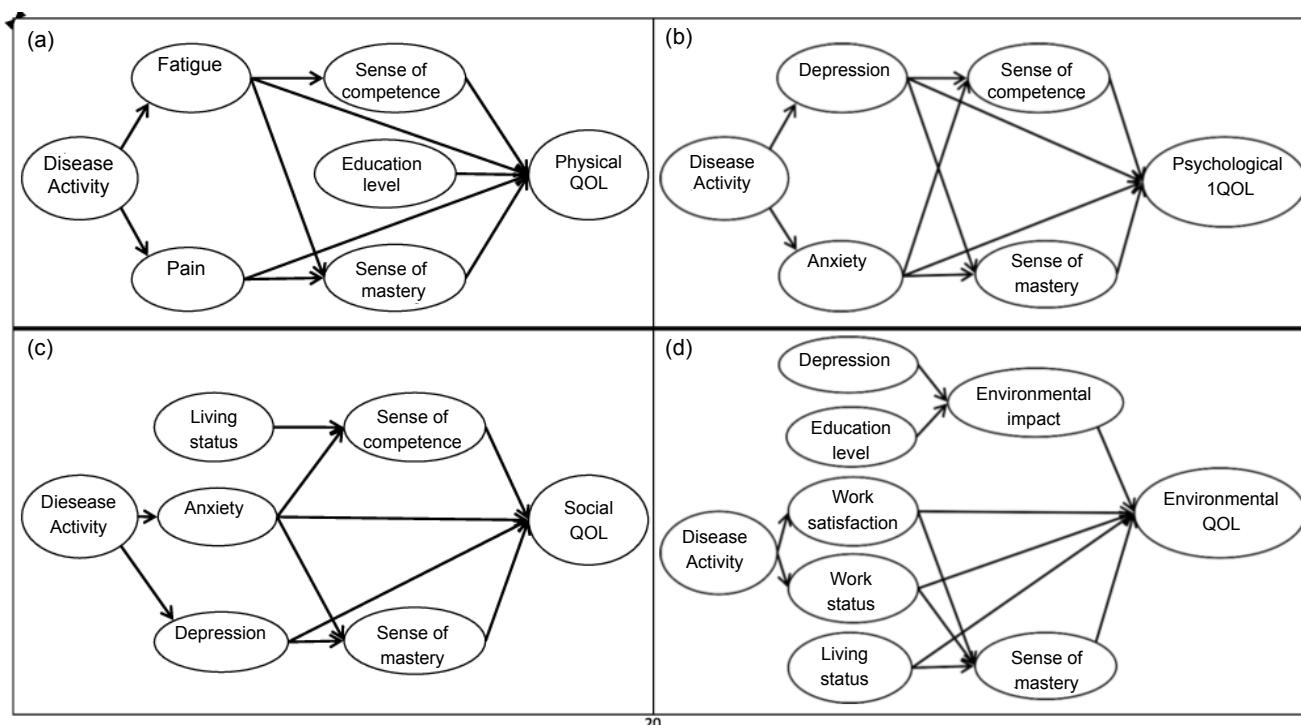 (a)
Fatigue
Sense of
competence
Disease
Activity
Education
level
Physical
QOL
Pain
Sense of
mastery
(b)
Depression
Sense of
competence
Disease
Activity
Psychological
1QOL
Anxiety
Sense of
mastery
(c)
Living
status
Sense of
competence
Diesease
Activity
Anxiety
Social
QOL
Depression
Sense of
mastery
(d)
Depression
Environmental
impact
Education
level
Work
satisfaction
Environmental
QOL
Disease
Activity
Work
status
Living
status
Sense of
mastery
20